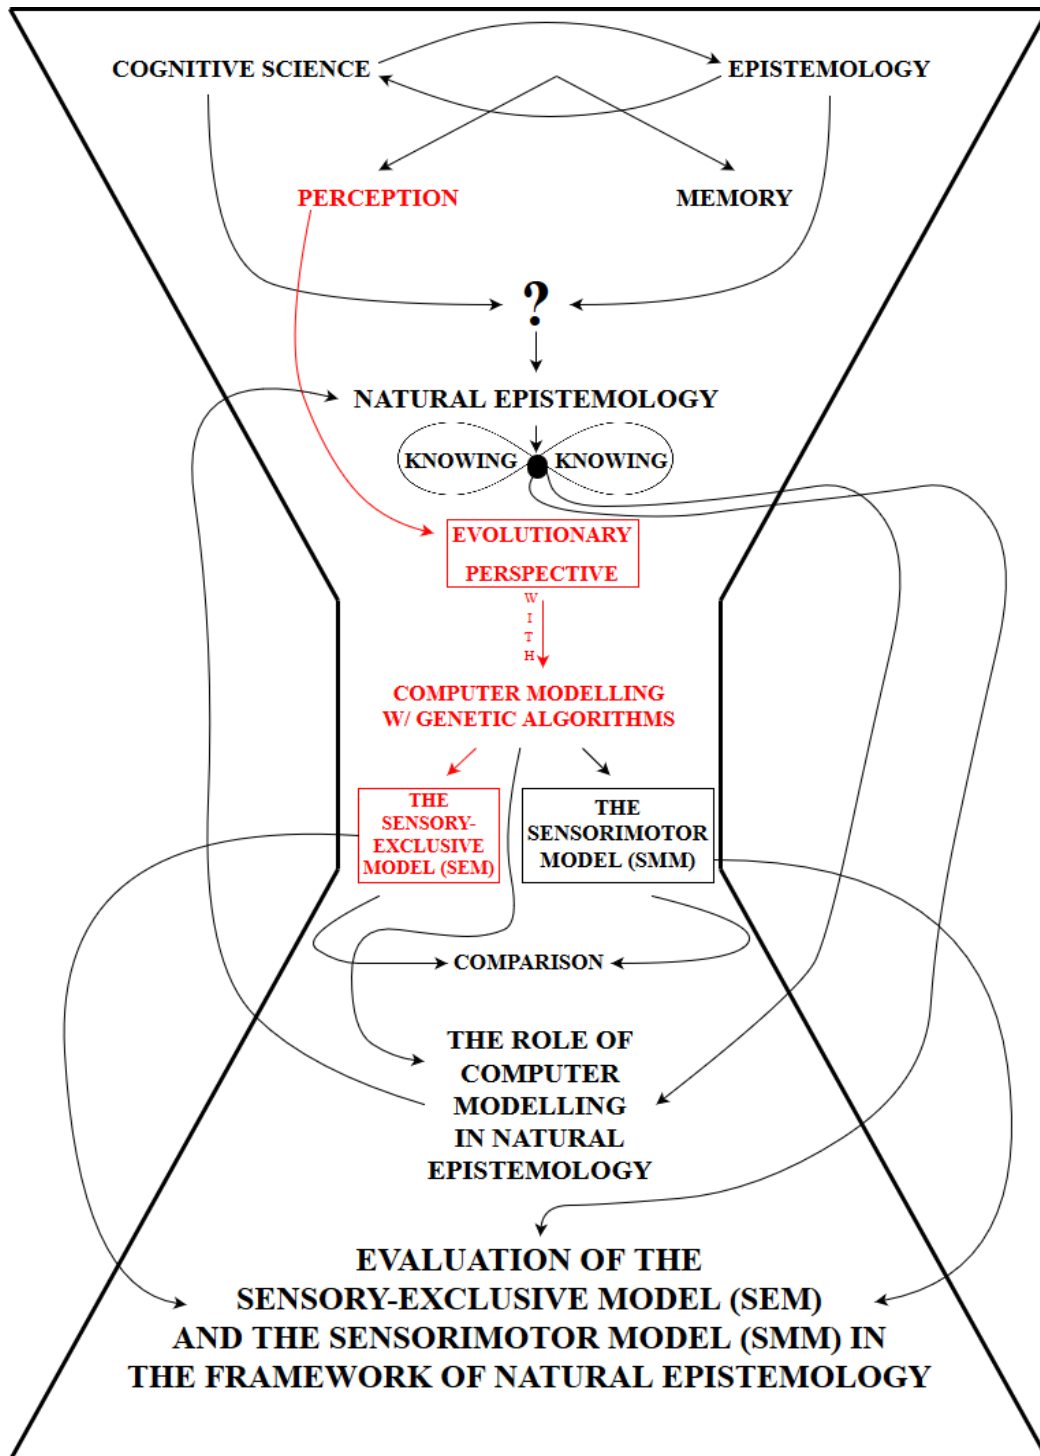 COGNITIVE SCIENCE
EPISTEMOLOGY
PERCEPTION
MEMORY
?
NATURAL EPISTEMOLOGY
KNOWING
KNOWING
EVOLUTIONARY
PERSPECTIVE
W
I
T
H
COMPUTER MODELLING
W/ GENETIC ALGORITHMS
THE
SENSORY-
EXCLUSIVE
MODEL (SEM)
THE
SENSORIMOTOR
MODEL (SMM)
COMPARISON
THE ROLE OF
COMPUTER
MODELLING
IN NATURAL
EPISTEMOLOGY
EVALUATION OF THE
SENSORY-EXCLUSIVE MODEL (SEM)
AND THE SENSORIMOTOR MODEL (SMM) IN
THE FRAMEWORK OF NATURAL EPISTEMOLOGY